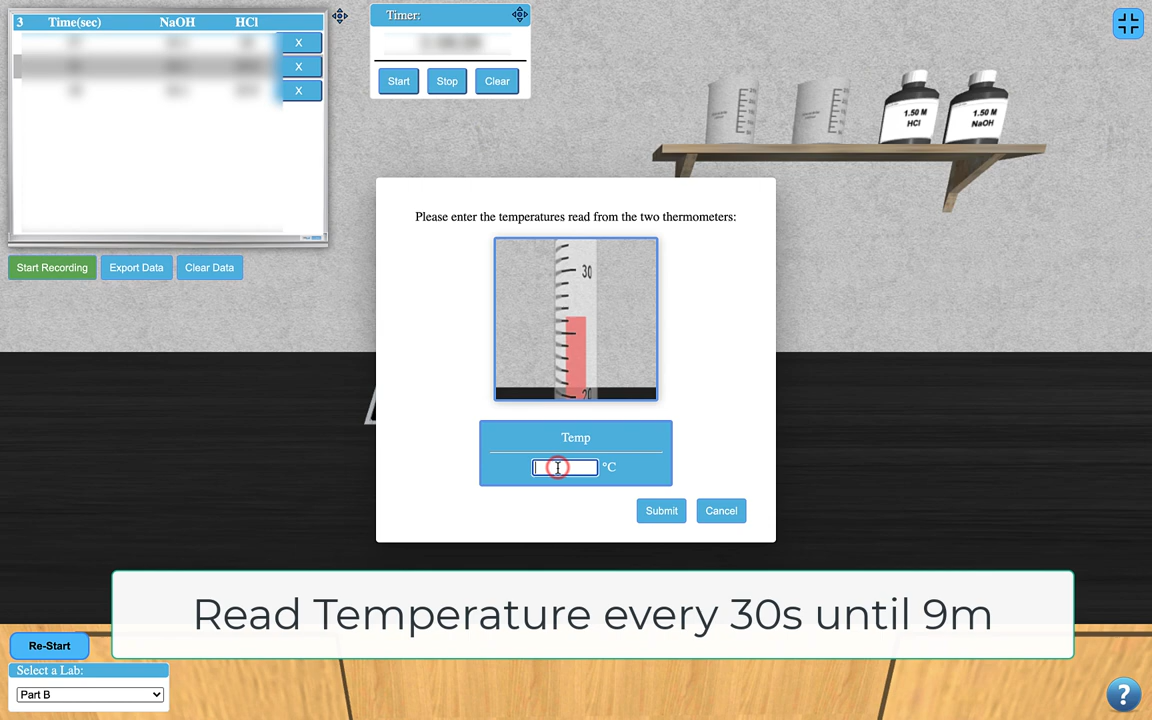 3 Time(sec) NaOH HCl
X
X
X
Timer:
Start Stop Clear
1.50 M
HCl
1.50 M
NaOH
Start Recording Export Data Clear Data
Please enter the temperatures read from the two thermometers:
30
20
Temp
°C
Submit Cancel
Read Temperature every 30s until 9m
Re-Start
Select a Lab:
Part B
?